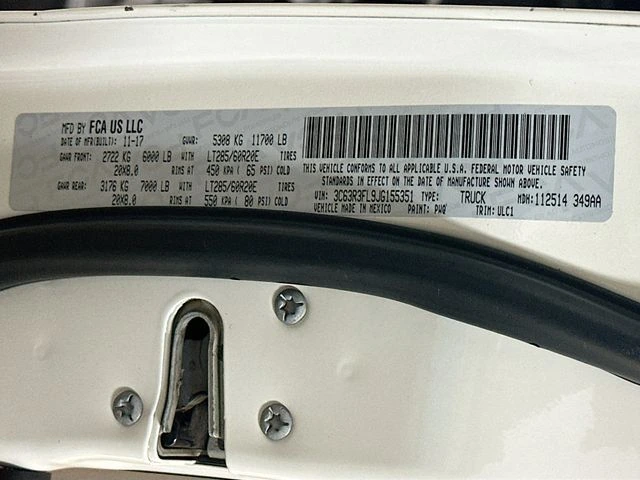 MFD BY FCA US LLC
DATE OF MFR(BUILT): 11-17 GVWR: 5308 KG 11700 LB
GAWR FRONT: 2722 KG 6000 LB WITH LT285/60R20E TIRES
20X8.0 RIMS AT 450 KPA( 65 PSI) COLD
GAWR REAR: 3176 KG 7000 LB WITH LT285/60R20E TIRES
20X8.0 RIMS AT 550 KPA( 80 PSI) COLD
THIS VEHICLE CONFORMS TO ALL APPLICABLE U.S.A. FEDERAL MOTOR VEHICLE SAFETY
STANDARDS IN EFFECT ON THE DATE OF MANUFACTURE SHOWN ABOVE.
VIN: 3C63R3FL9JG155351 TYPE: TRUCK MDH: 112514 349AA
VEHICLE MADE IN MEXICO PAINT: PW8 TRIM: ULC1